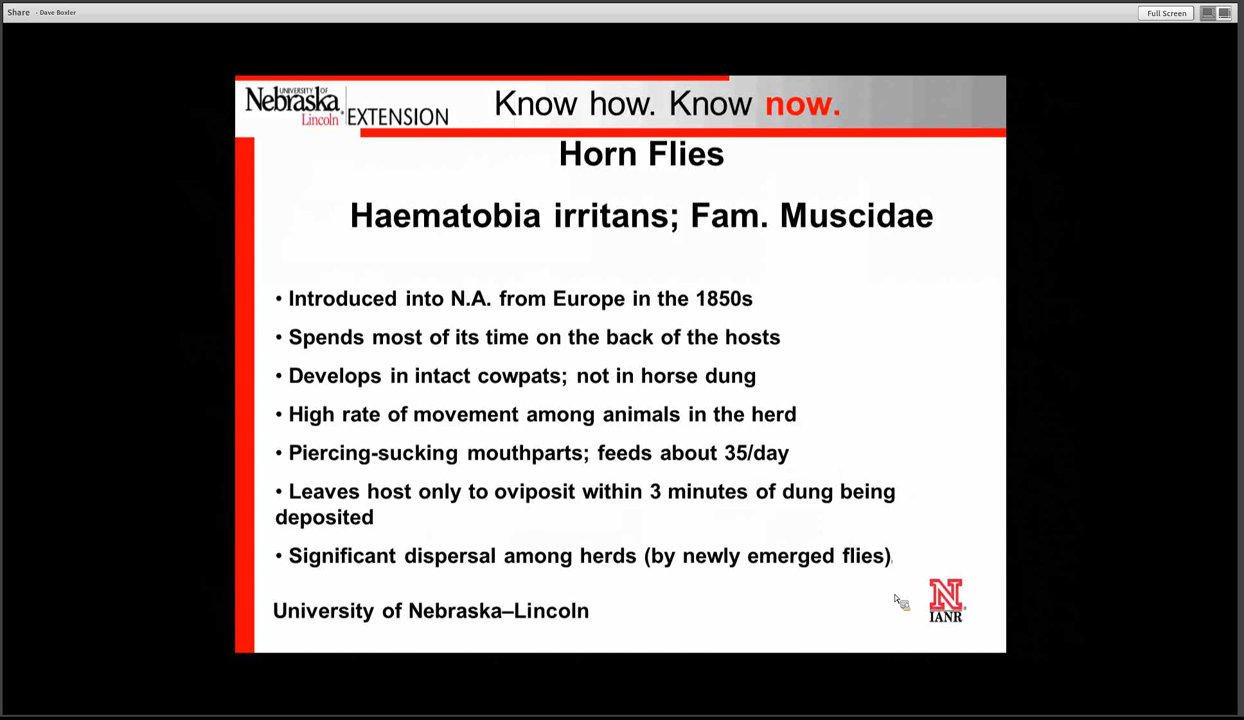 Share - Dave Boxler
Full Screen
UNIVERSITY OF
Nebraska
Lincoln
EXTENSION
Know how. Know now.
Horn Flies
Haematobia irritans; Fam. Muscidae
• Introduced into N.A. from Europe in the 1850s
• Spends most of its time on the back of the hosts
• Develops in intact cowpats; not in horse dung
• High rate of movement among animals in the herd
• Piercing-sucking mouthparts; feeds about 35/day
• Leaves host only to oviposit within 3 minutes of dung being
deposited
• Significant dispersal among herds (by newly emerged flies)
University of Nebraska–Lincoln
N
IANR